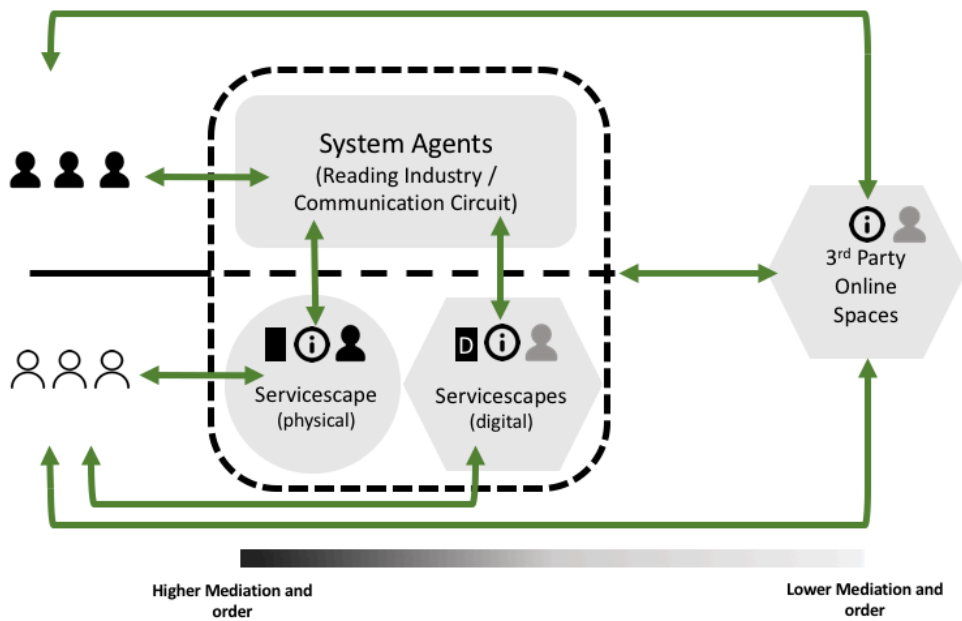 System Agents
(Reading Industry /
Communication Circuit)
i
3rd Party
Online
Spaces
i
D i
Servicescape
(physical)
Servicescapes
(digital)
Higher Mediation and
order
Lower Mediation and
order